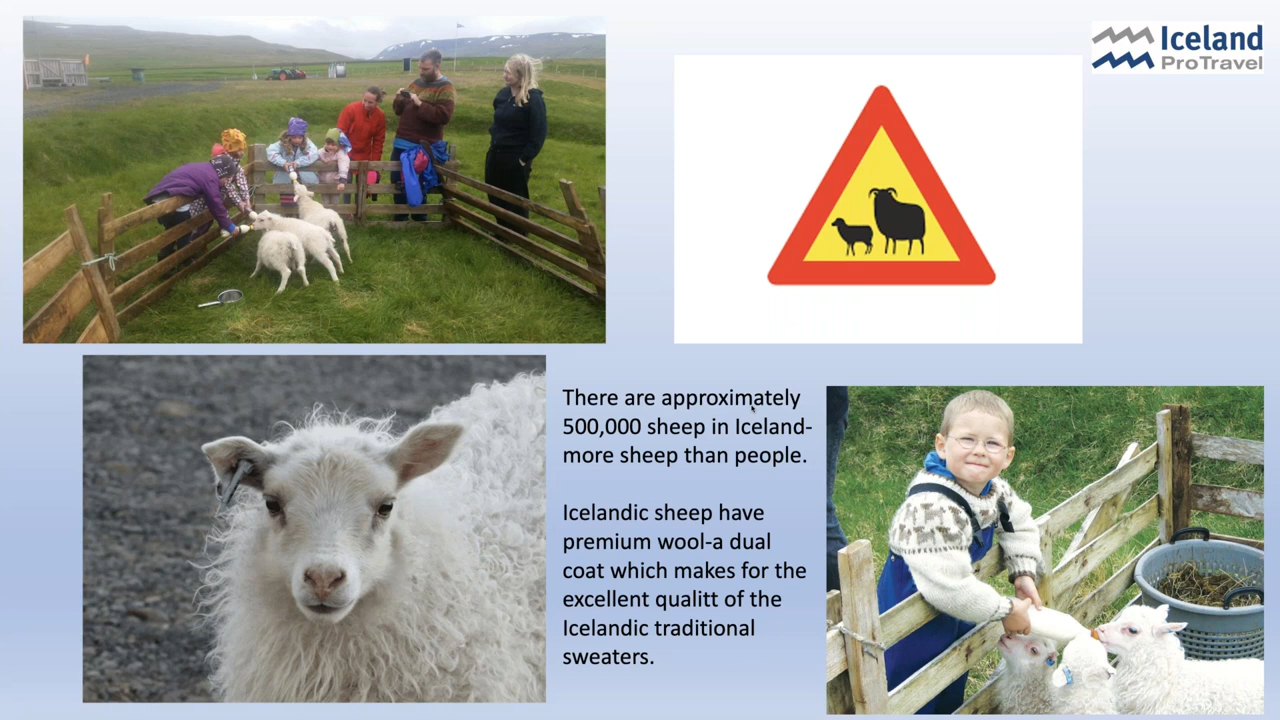 Iceland
ProTravel
There are approximately
500,000 sheep in Iceland-
more sheep than people.
Icelandic sheep have
premium wool-a dual
coat which makes for the
excellent qualitt of the
Icelandic traditional
sweaters.